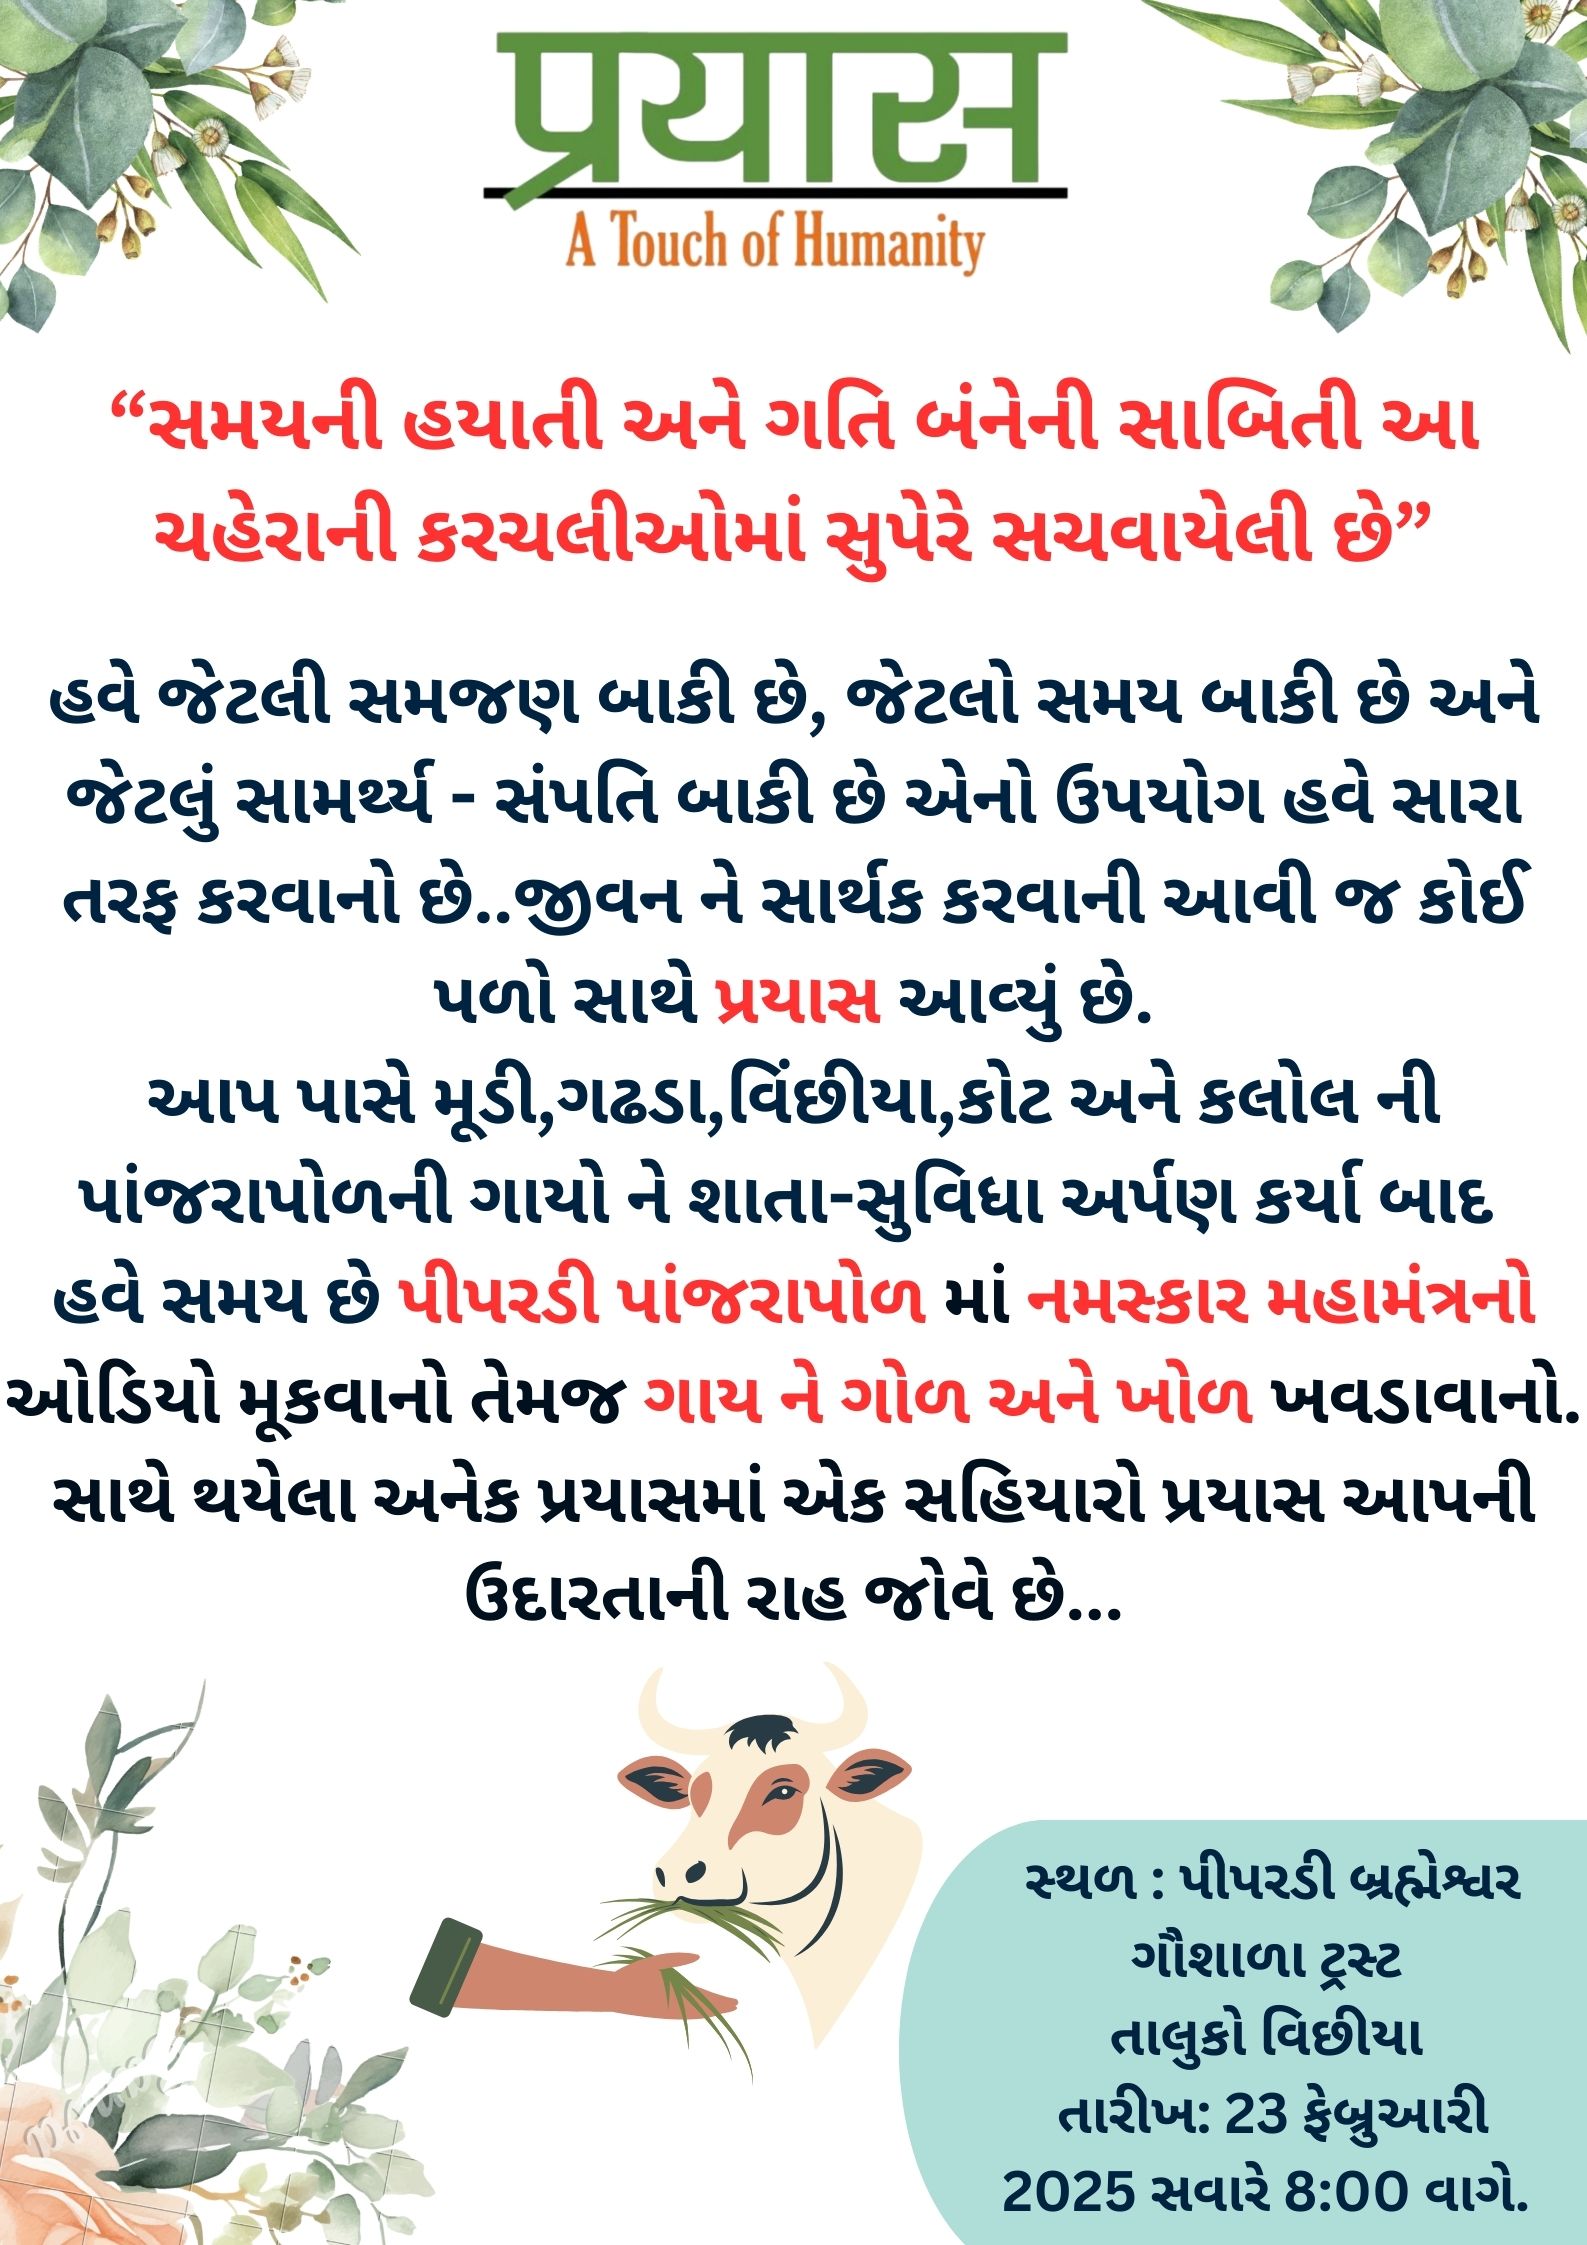 प्रयास
A Touch of Humanity
“સમયની હયાતી અને ગતિ બંનેની સાબિતી આ
ચહેરાની કરચલીઓમાં સુપેરે સચવાયેલી છે”
હવે જેટલી સમજણ બાકી છે, જેટલો સમય બાકી છે અને
જેટલું સામર્થ્ય - સંપતિ બાકી છે એનો ઉપયોગ હવે સારા
તરફ કરવાનો છે..જીવન ને સાર્થક કરવાની આવી જ કોઈ
પળો સાથે પ્રયાસ આવ્યું છે.
આપ પાસે મૂડી,ગઢડા,વિંછીયા,કોટ અને કલોલ ની
પાંજરાપોળની ગાયો ને શાતા-સુવિધા અર્પણ કર્યા બાદ
હવે સમય છે પીપરડી પાંજરાપોળ માં નમસ્કાર મહામંત્રનો
ઓડિયો મૂકવાનો તેમજ ગાય ને ગોળ અને ખોળ ખવડાવાનો.
સાથે થયેલા અનેક પ્રયાસમાં એક સહિયારો પ્રયાસ આપની
ઉદારતાની રાહ જોવે છે...
સ્થળ : પીપરડી બ્રહ્મેશ્વર
ગૌશાળા ટ્રસ્ટ
તાલુકો વિછીયા
તારીખ: 23 ફેબ્રુઆરી
2025 સવારે 8:00 વાગે.